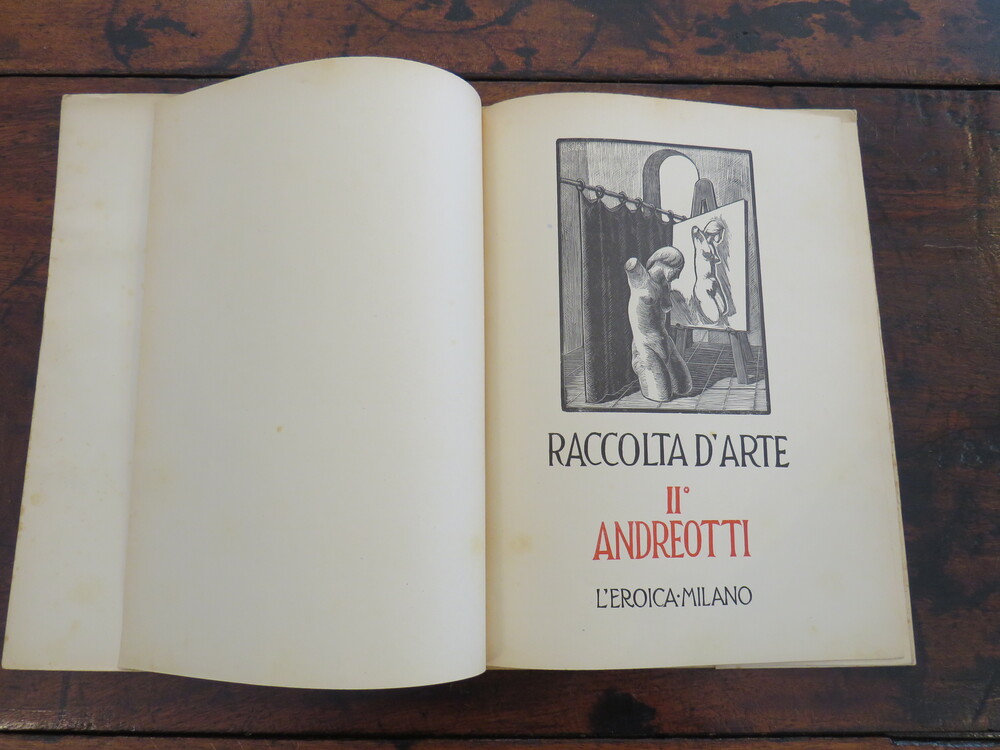 RACCOLTA D'ARTE
II°
ANDREOTTI
L'EROICA·MILANO